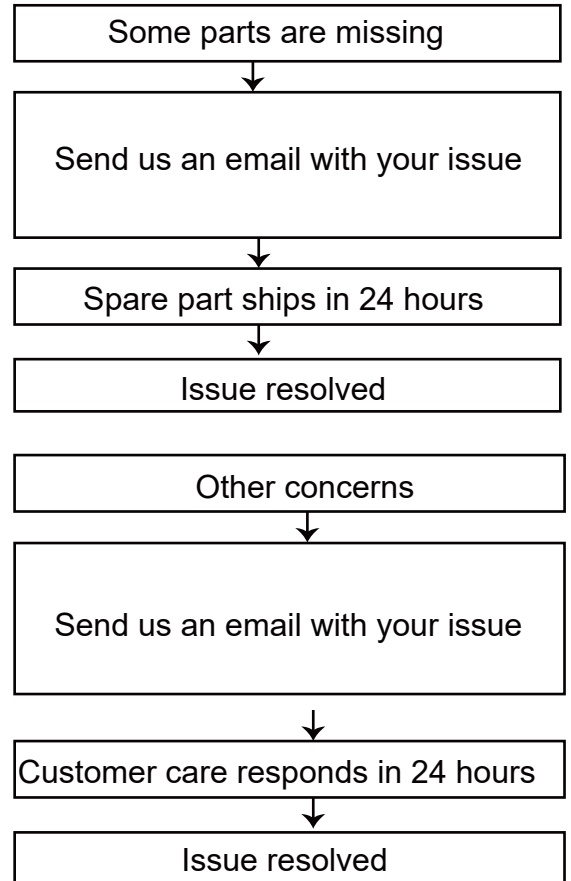 Some parts are missing
Send us an email with your issue
Spare part ships in 24 hours
Issue resolved
Other concerns
Send us an email with your issue
Customer care responds in 24 hours
Issue resolved